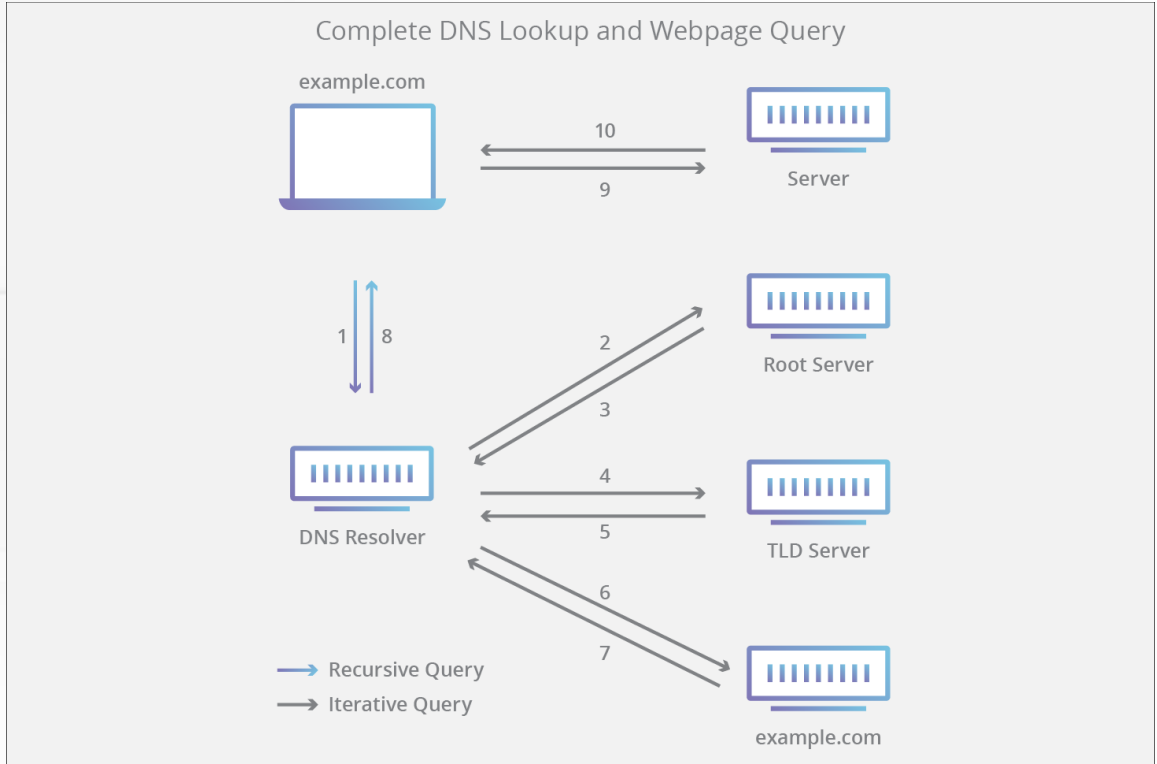 Complete DNS Lookup and Webpage Query
example.com
10
9
Server
1
8
2
3
Root Server
4
5
DNS Resolver
TLD Server
6
7
Recursive Query
Iterative Query
example.com